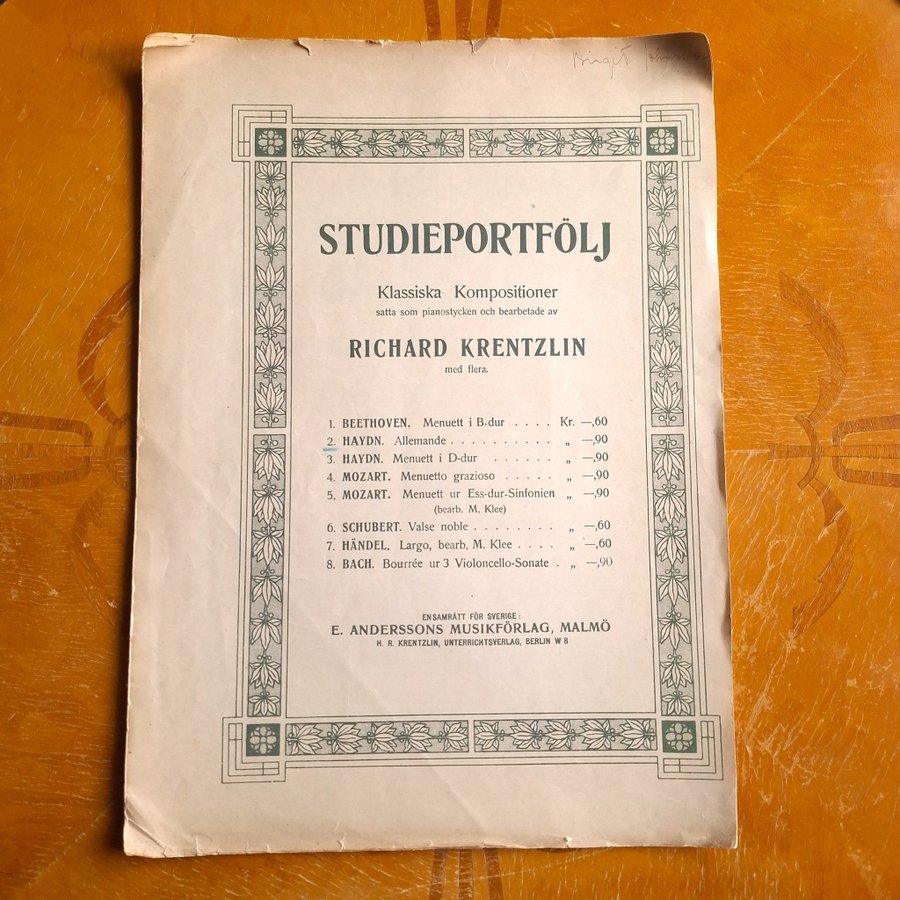 Birgit
STUDIEPORTFÖLJ
Klassiska Kompositioner
satta som pianostycken och bearbetade av
RICHARD KRENTZLIN
med flera.
1. BEETHOVEN. Menuett i B-dur . . . . Kr. —,60
2. HAYDN. Allemande . . . . . . . . . . „ —,90
3. HAYDN. Menuett i D-dur . . . . . . „ —,90
4. MOZART. Menuetto grazioso . . . . . „ —,90
5. MOZART. Menuett ur Ess-dur-Sinfonien „ —,90
(bearb. M. Klee)
6. SCHUBERT. Valse noble . . . . . . . . „ —,60
7. HÄNDEL. Largo, bearb. M. Klee . . . . „ —,60
8. BACH. Bourrée ur 3 Violoncello-Sonate . „ —,90
ENSAMRÄTT FÖR SVERIGE:
E. ANDERSSONS MUSIKFÖRLAG, MALMÖ
H. R. KRENTZLIN, UNTERRICHTSVERLAG, BERLIN W 8